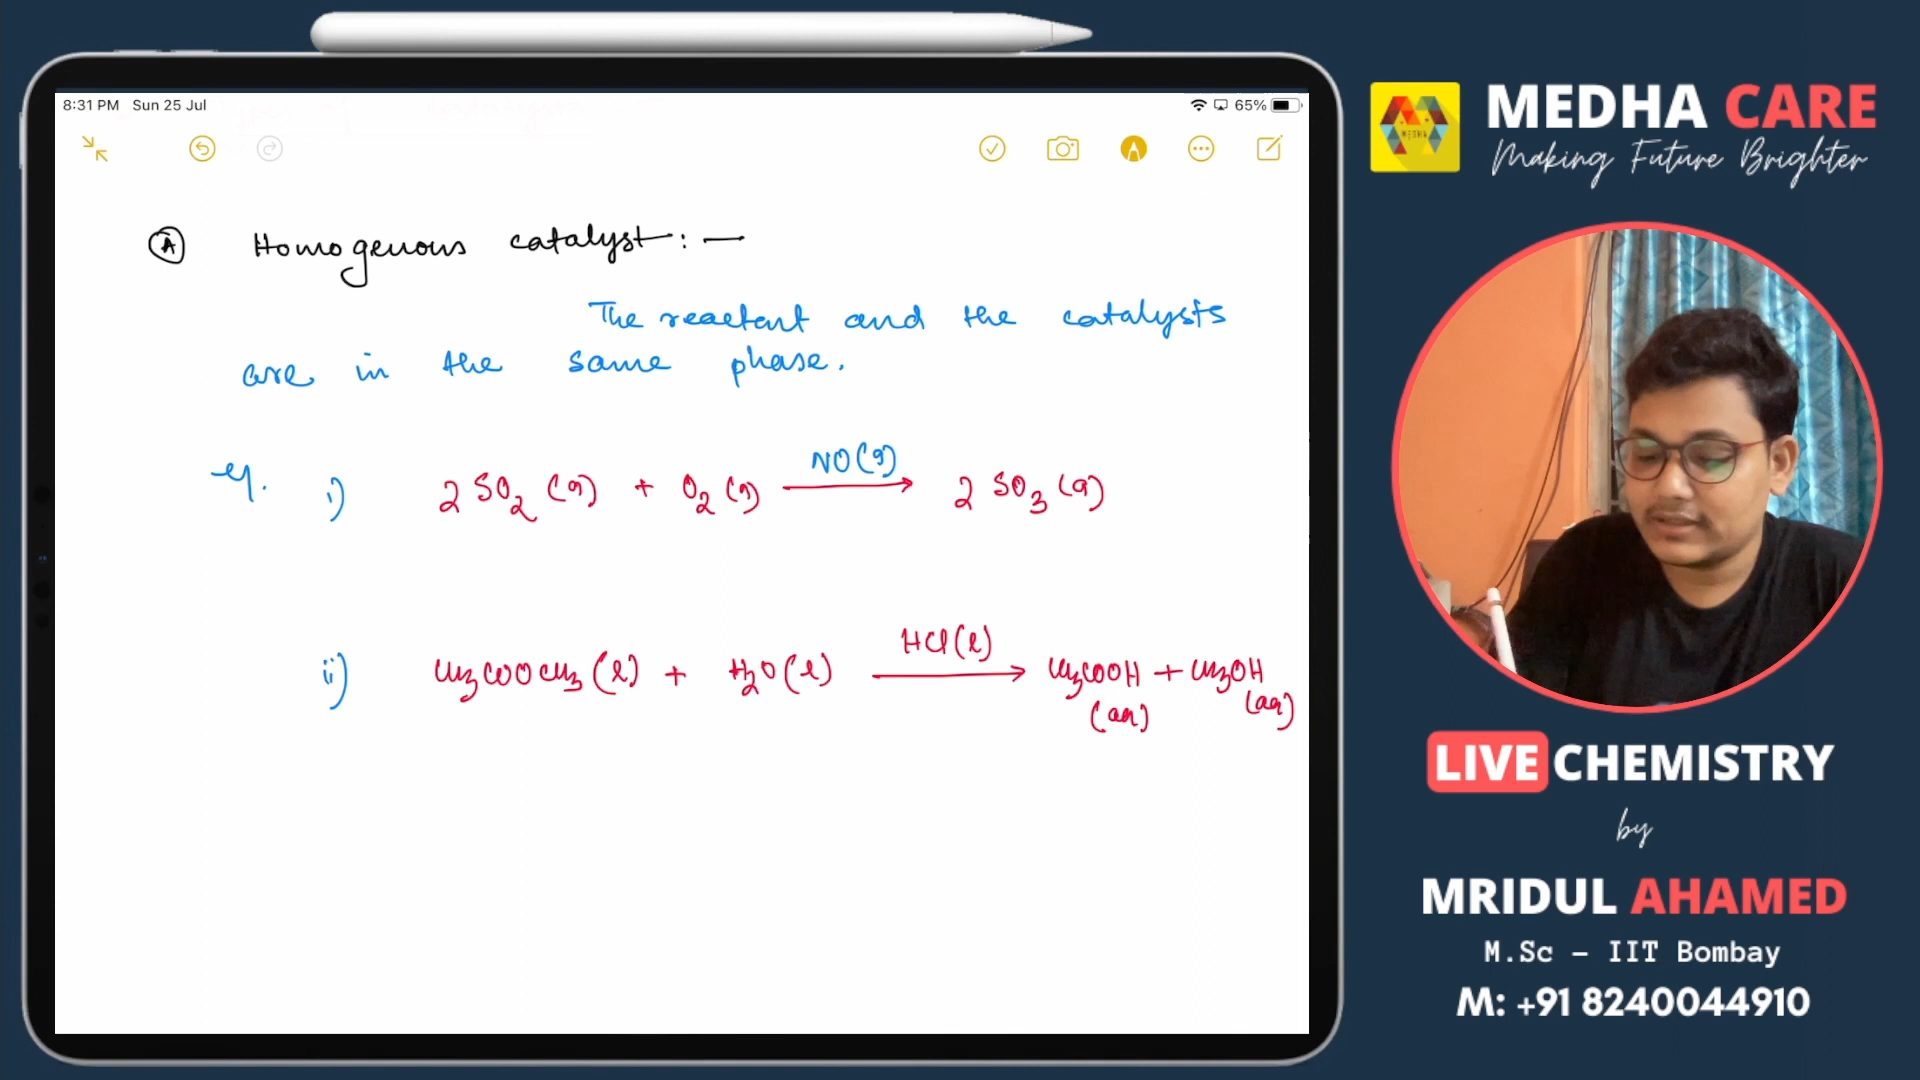 8:31 PM Sun 25 Jul
65%
A Homogenous catalyst : —
The reactant and the catalysts
are in the same phase.
eg. i) 2 SO2 (g) + O2 (g) NO(g) → 2 SO3 (g)
ii) CH3COOCH3 (l) + H2O (l) HCl(l) → CH3COOH (aq) + CH3OH (aq)
MEDHA CARE
Making Future Brighter
MEDHA
LIVE CHEMISTRY
by
MRIDUL AHAMED
M.Sc – IIT Bombay
M: +91 8240044910